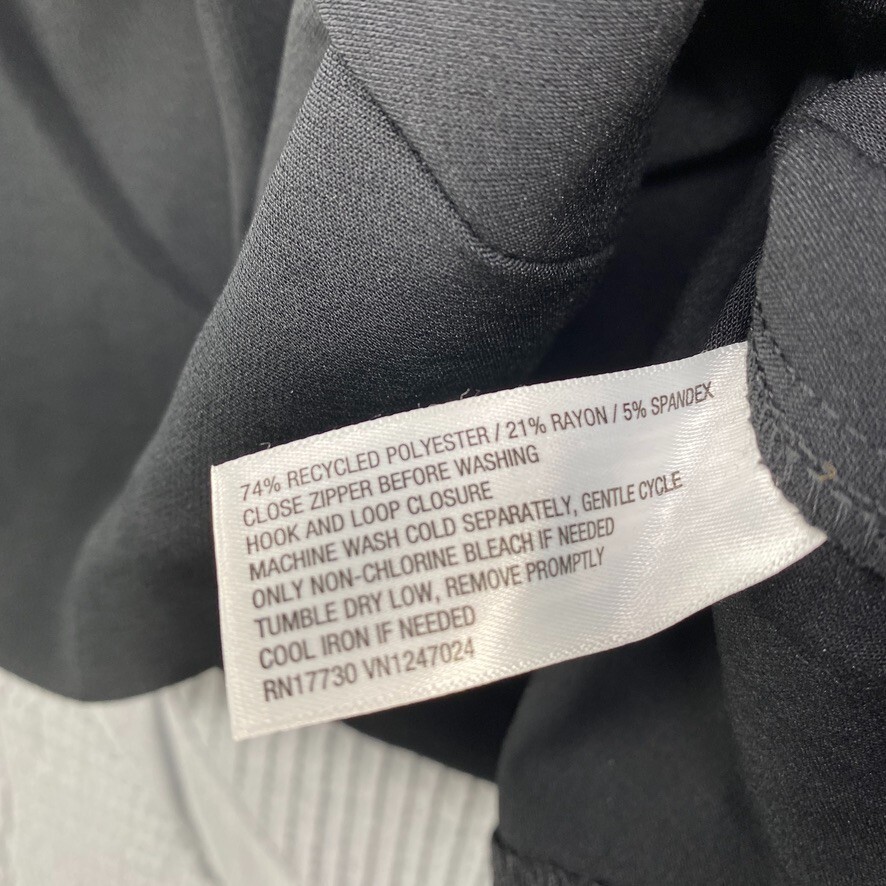 74% RECYCLED POLYESTER / 21% RAYON / 5% SPANDEX
CLOSE ZIPPER BEFORE WASHING
HOOK AND LOOP CLOSURE
MACHINE WASH COLD SEPARATELY, GENTLE CYCLE
ONLY NON-CHLORINE BLEACH IF NEEDED
TUMBLE DRY LOW, REMOVE PROMPTLY
COOL IRON IF NEEDED
RN17730 VN1247024